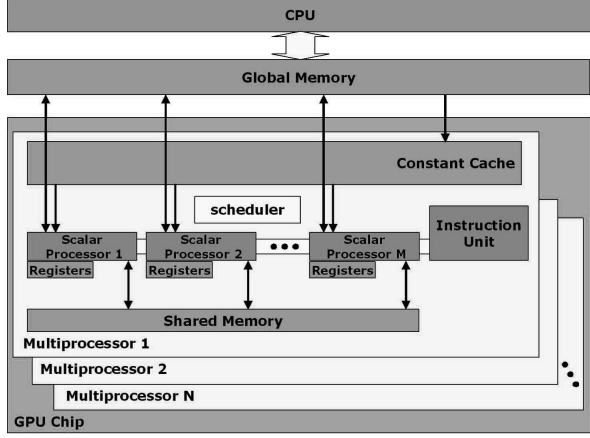 CPU
Global Memory
Constant Cache
scheduler
Scalar
Processor 1
Scalar
Processor 2
Scalar
Processor M
Instruction
Unit
Registers
Registers
Registers
Shared Memory
Multiprocessor 1
Multiprocessor 2
Multiprocessor N
GPU Chip